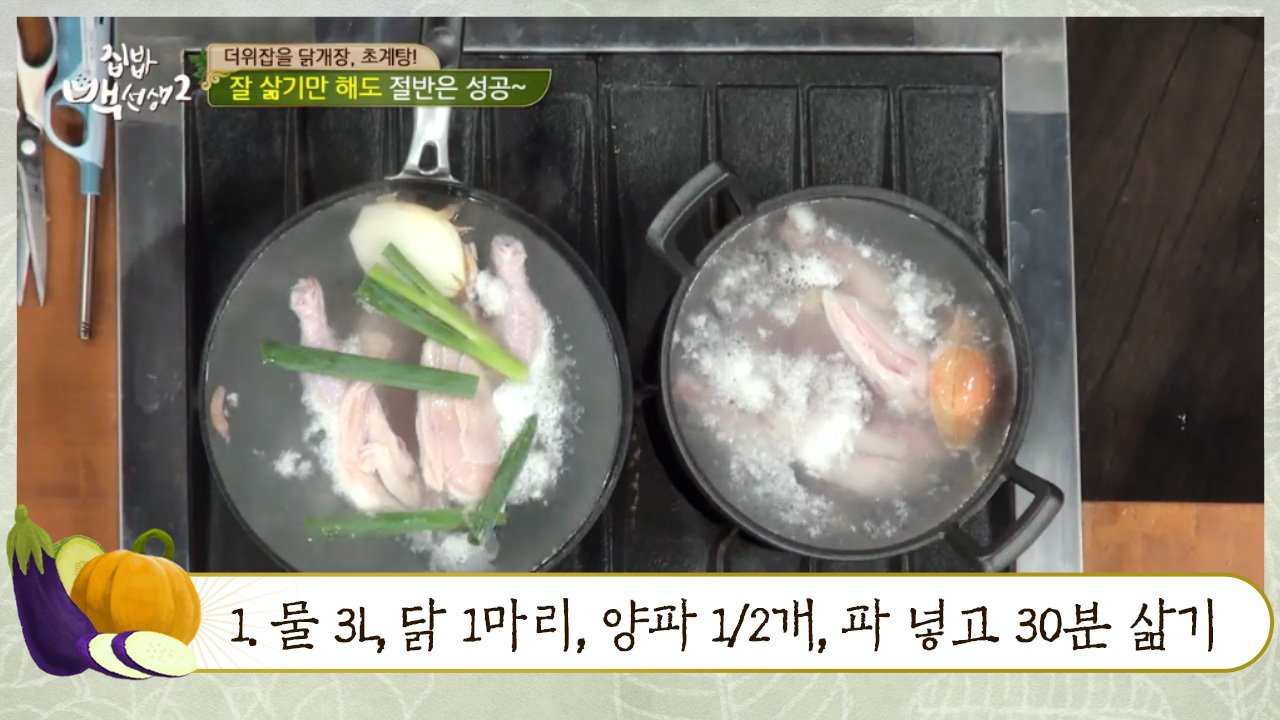 집밥
백선생2
더위잡을 닭개장, 초계탕!
잘 삶기만 해도 절반은 성공~
1. 물 3L, 닭 1마리, 양파 1/2개, 파 넣고 30분 삶기